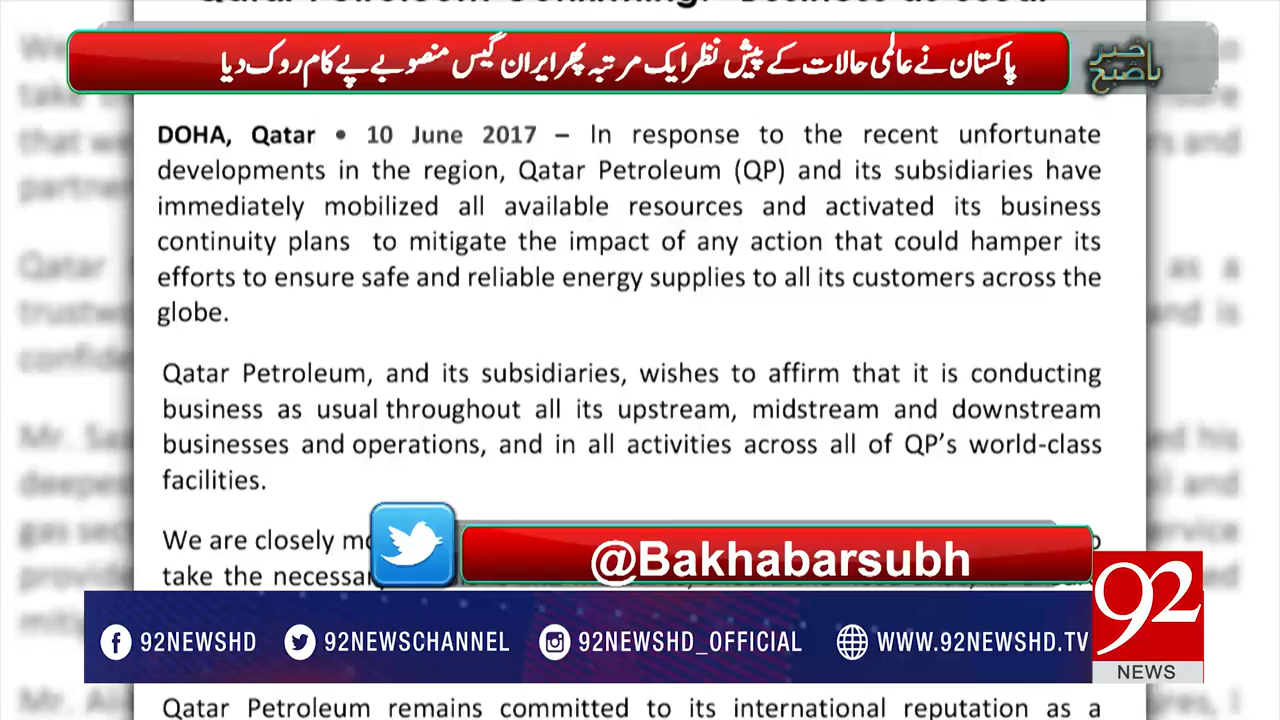 پاکستان نے عالمی حالات کے پیش نظر ایک مرتبہ پھر ایران گیس منصوبے پے کام روک دیا
باخبر
صبح
DOHA, Qatar • 10 June 2017 – In response to the recent unfortunate
developments in the region, Qatar Petroleum (QP) and its subsidiaries have
immediately mobilized all available resources and activated its business
continuity plans to mitigate the impact of any action that could hamper its
efforts to ensure safe and reliable energy supplies to all its customers across the
globe.
Qatar Petroleum, and its subsidiaries, wishes to affirm that it is conducting
business as usual throughout all its upstream, midstream and downstream
businesses and operations, and in all activities across all of QP’s world-class
facilities.
We are closely
take the
@Bakhabarsubh
92NEWSHD 92NEWSCHANNEL 92NEWSHD_OFFICIAL WWW.92NEWSHD.TV
92
NEWS
Qatar Petroleum remains committed to its international reputation as a